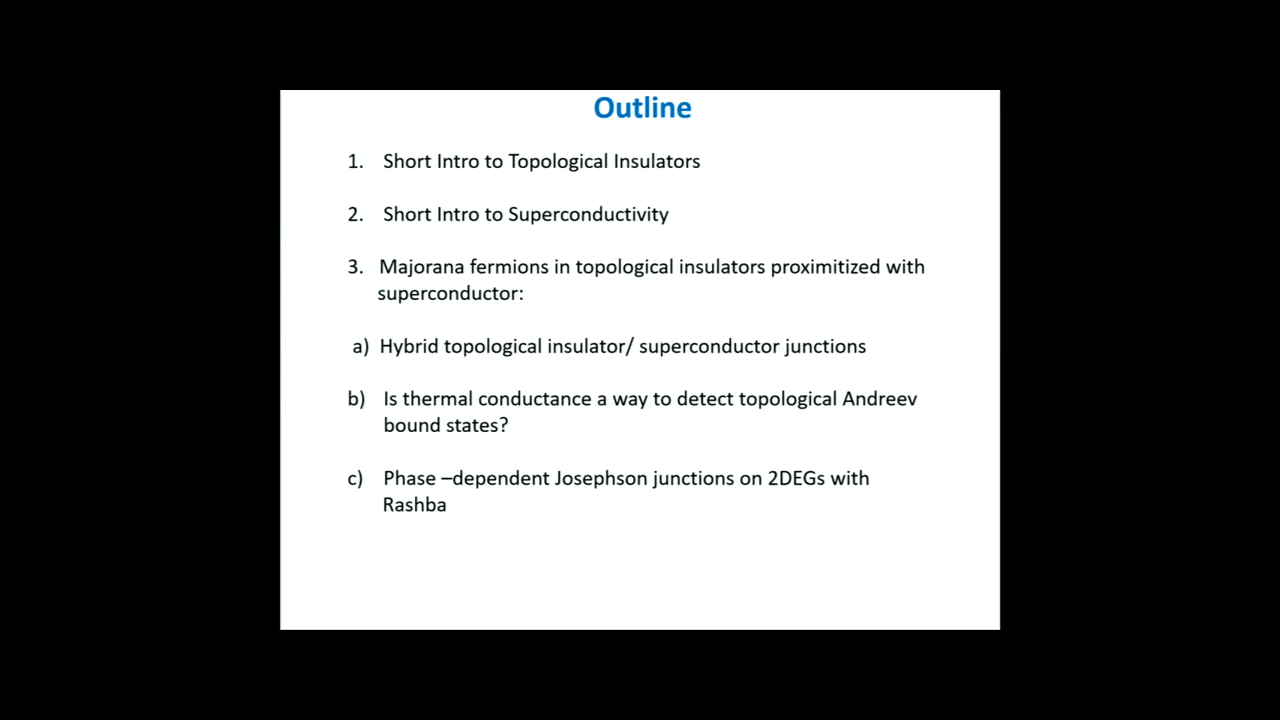 Outline
1. Short Intro to Topological Insulators
2. Short Intro to Superconductivity
3. Majorana fermions in topological insulators proximitized with
superconductor:
a) Hybrid topological insulator/ superconductor junctions
b) Is thermal conductance a way to detect topological Andreev
bound states?
c) Phase –dependent Josephson junctions on 2DEGs with
Rashba